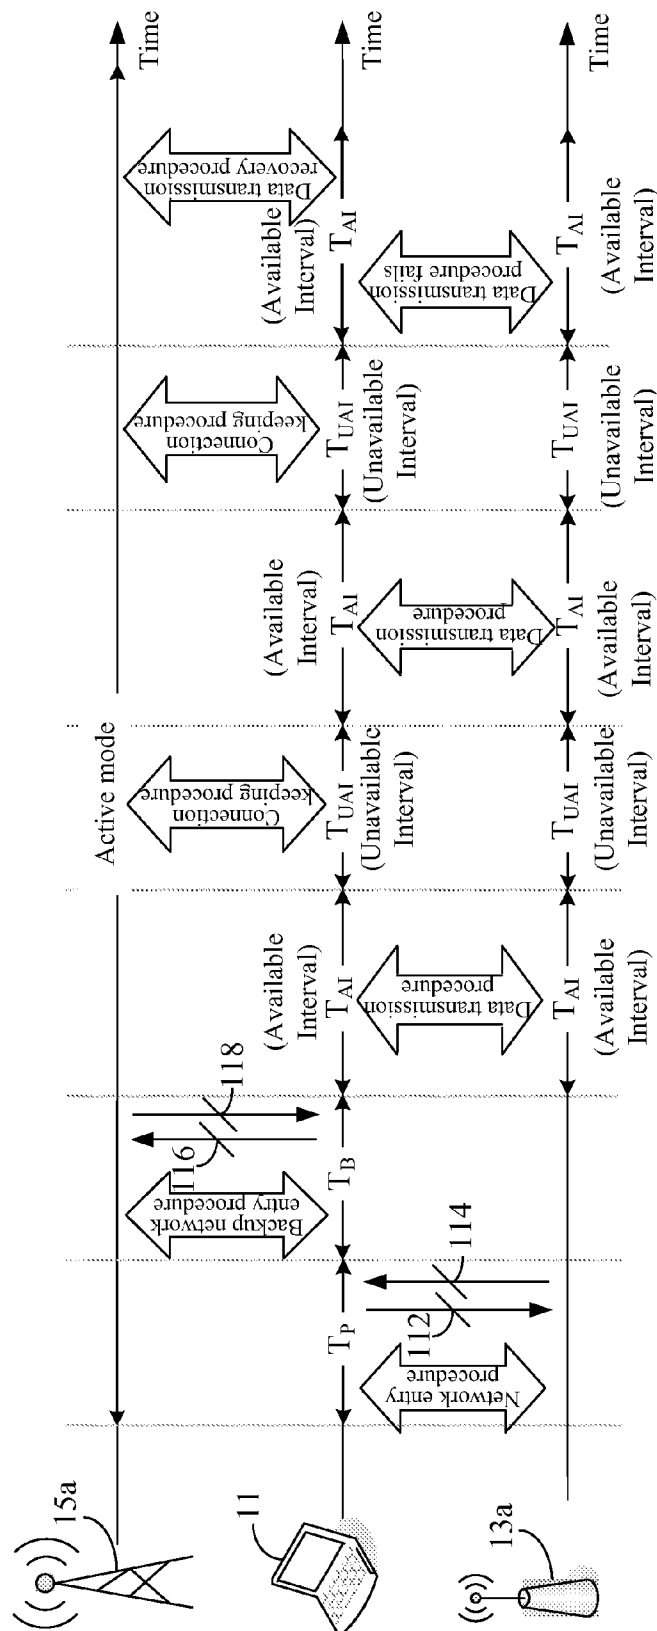 15a
Active mode
Time
Backup network
entry procedure
116
118
Connection
keeping procedure
Connection
keeping procedure
Data transmission
recovery procedure
11
T_P
T_B
(Available
Interval)
T_AI
T_UAI
(Unavailable
Interval)
(Available
Interval)
T_AI
T_UAI
(Unavailable
Interval)
(Available
Interval)
T_AI
Time
Network entry
procedure
112
114
Data transmission
procedure
Data transmission
procedure
Data transmission
procedure fails
13a
T_AI
(Available
Interval)
T_UAI
(Unavailable
Interval)
T_AI
(Available
Interval)
T_UAI
(Unavailable
Interval)
T_AI
(Available
Interval)
Time